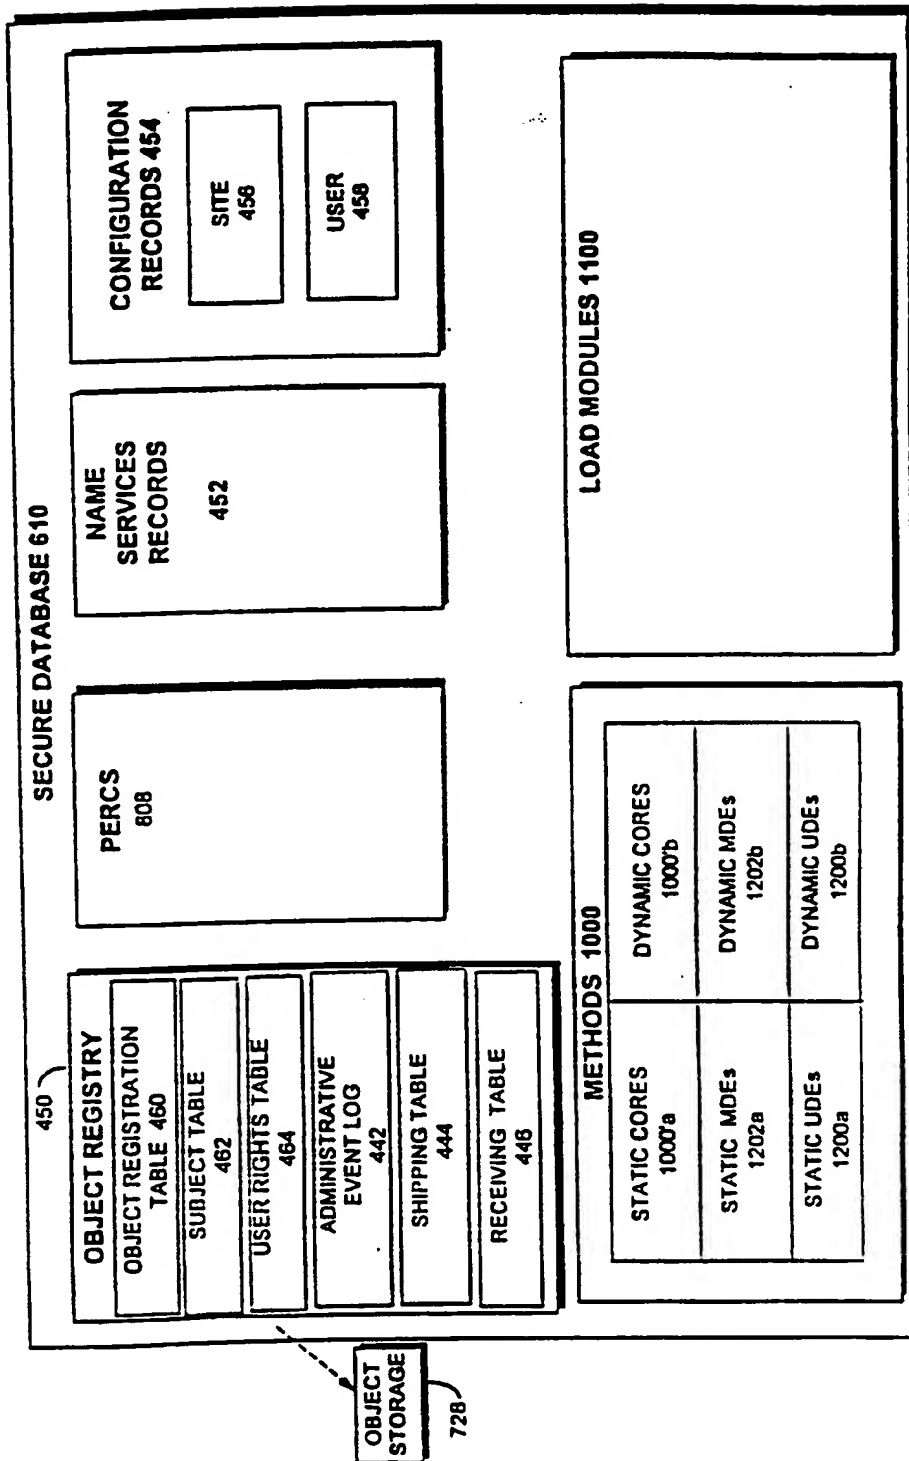 SECURE DATABASE 610
450
OBJECT REGISTRY
OBJECT REGISTRATION
TABLE 460
SUBJECT TABLE
462
USER RIGHTS TABLE
464
ADMINISTRATIVE
EVENT LOG
442
SHIPPING TABLE
444
RECEIVING TABLE
446
PERCS
808
NAME
SERVICES
RECORDS
452
CONFIGURATION
RECORDS 454
SITE
456
USER
458
OBJECT
STORAGE
728
METHODS 1000
STATIC CORES
1000'a
DYNAMIC CORES
1000'b
STATIC MDEs
1202a
DYNAMIC MDEs
1202b
STATIC UDEs
1200a
DYNAMIC UDEs
1200b
LOAD MODULES 1100